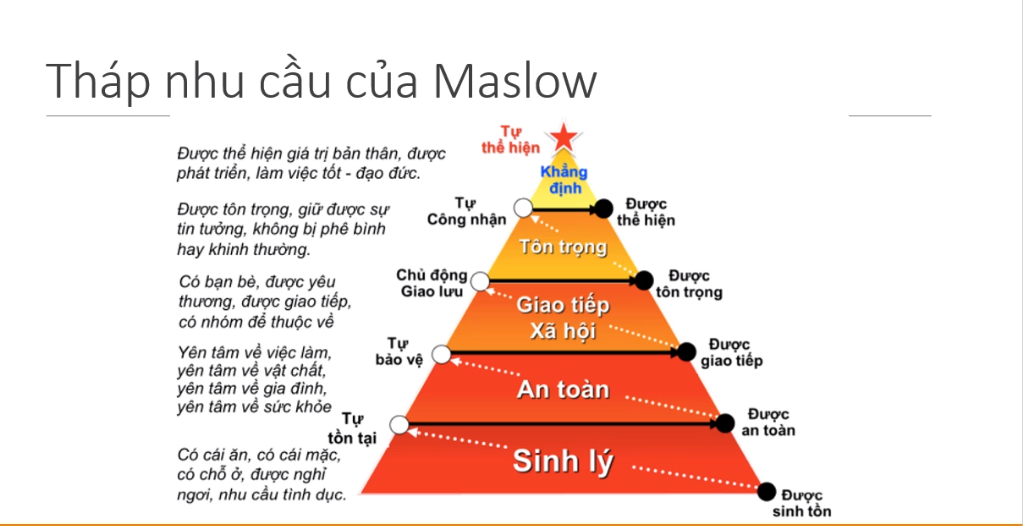 Tháp nhu cầu của Maslow
Tự
thể hiện
Được thể hiện giá trị bản thân, được
phát triển, làm việc tốt - đạo đức.
Khẳng
định
Được tôn trọng, giữ được sự
tin tưởng, không bị phê bình
hay khinh thường.
Tự
Công nhận
Được
thể hiện
Tôn trọng
Có bạn bè, được yêu
thương, được giao tiếp,
có nhóm để thuộc về
Chủ động
Giao lưu
Được
tôn trọng
Giao tiếp
Xã hội
Yên tâm về việc làm,
yên tâm về vật chất,
yên tâm về gia đình,
yên tâm về sức khỏe
Tự
bảo vệ
Được
giao tiếp
An toàn
Tự
tồn tại
Được
an toàn
Có cái ăn, có cái mặc,
có chỗ ở, được nghỉ
ngơi, nhu cầu tình dục.
Sinh lý
Được
sinh tồn